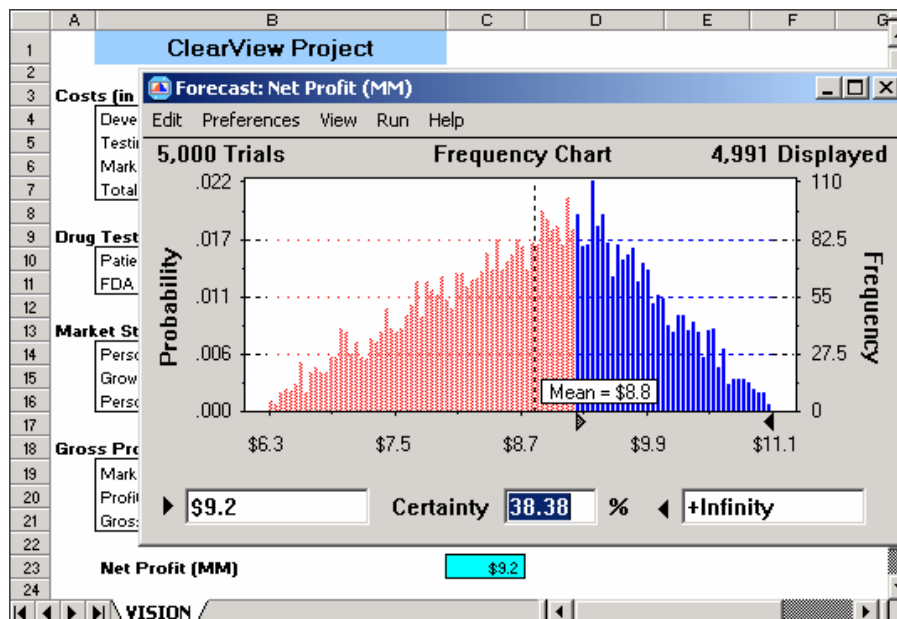 A B C D E F G
1 ClearView Project
2
3 Costs (in
Forecast: Net Profit (MM)
4 Deve
Edit Preferences View Run Help
5 Testi
5,000 Trials Frequency Chart 4,991 Displayed
6 Mark
7 Total
8
9 Drug Test
10 Patie
11 FDA
12
13 Market St
14 Perso
15 Grow
16 Perso
17
18 Gross Pro
19 Mark
20 Profi
21 Gros
22
.022 110
.017 82.5
.011 55
.006 27.5
.000 0
Probability
Frequency
Mean = $8.8
$6.3 $7.5 $8.7 $9.9 $11.1
$9.2 Certainty 38.38 % +Infinity
23 Net Profit (MM) $9.2
24
VISION